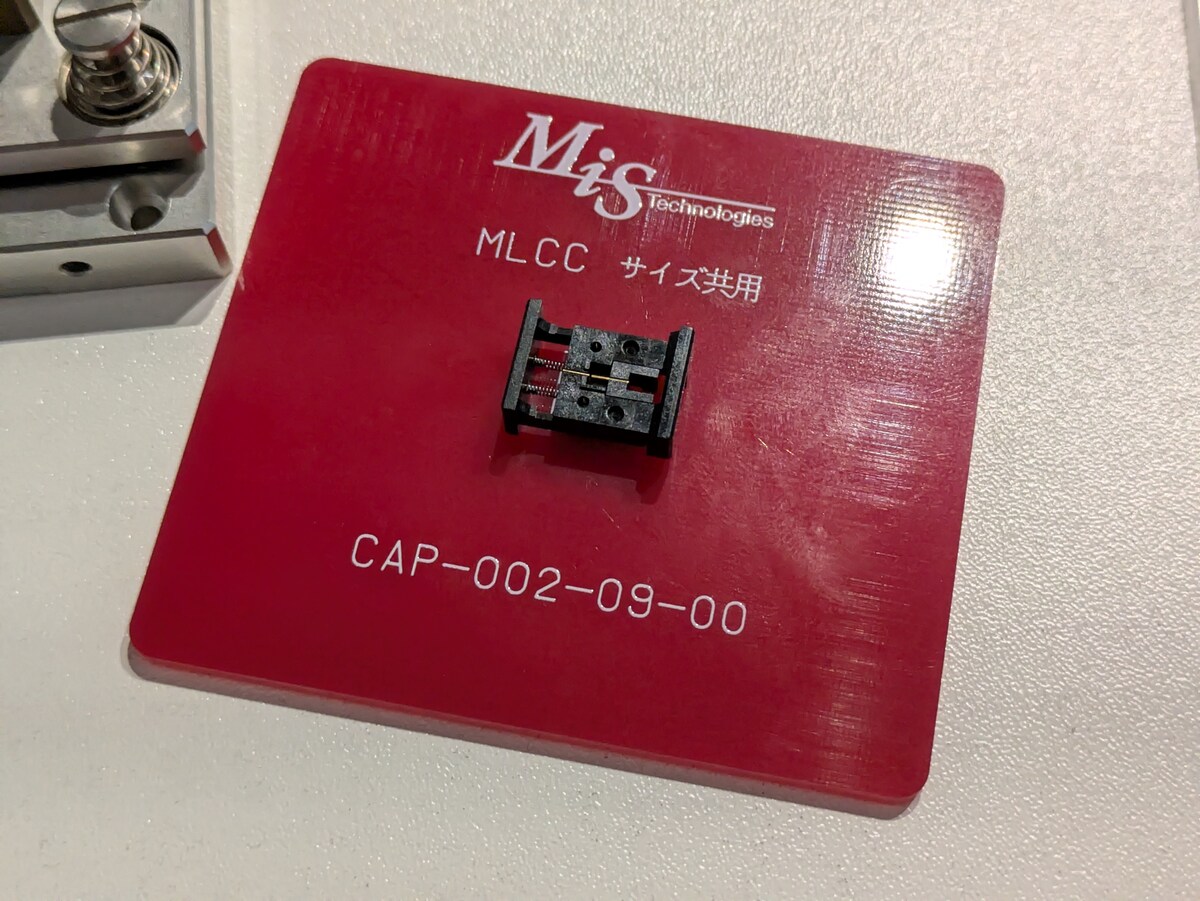 MiS Technologies
MLCC サイズ共用
CAP-002-09-00